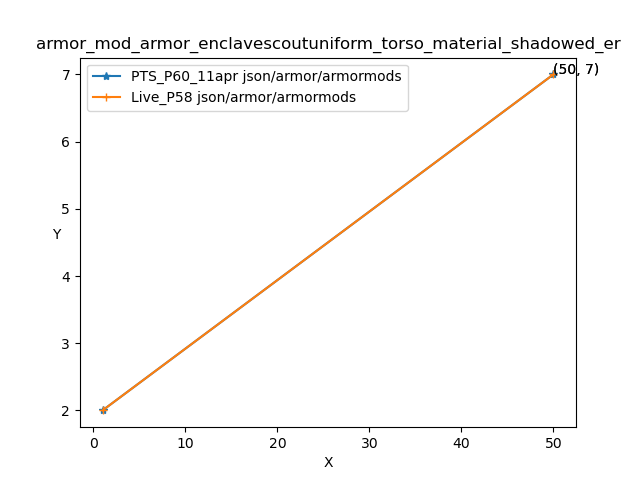 armor_mod_armor_enclavescoutuniform_torso_material_shadowed_er
PTS_P60_11apr json/armor/armormods
Live_P58 json/armor/armormods
(50, 7)
7
6
5
4
3
2
Y
0
10
20
30
40
50
X